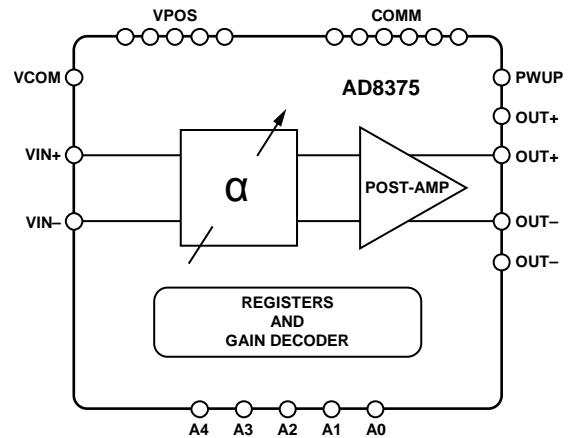 VPOS
COMM
VCOM
PWUP
AD8375
OUT+
VIN+
OUT+
α
POST-AMP
VIN–
OUT–
OUT–
REGISTERS
AND
GAIN DECODER
A4 A3 A2 A1 A0